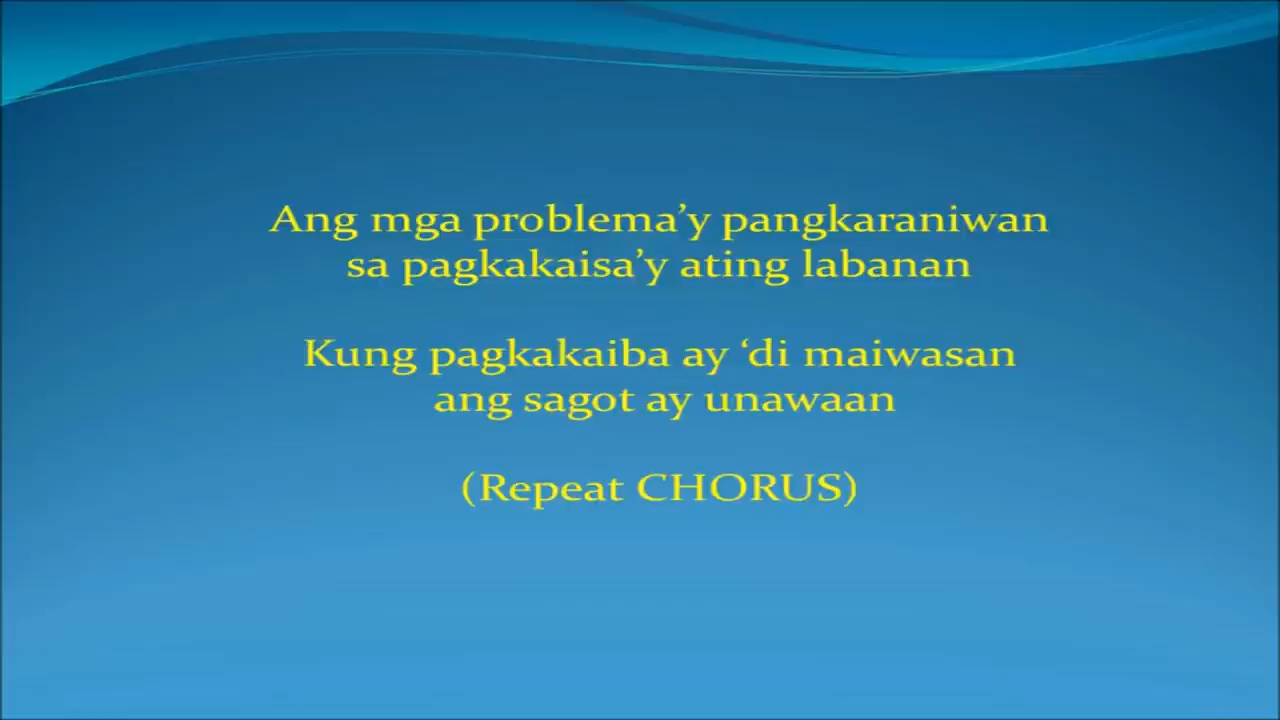 Ang mga problema’y pangkaraniwan
sa pagkakaisa’y ating labanan
Kung pagkakaiba ay ‘di maiwasan
ang sagot ay unawaan
(Repeat CHORUS)